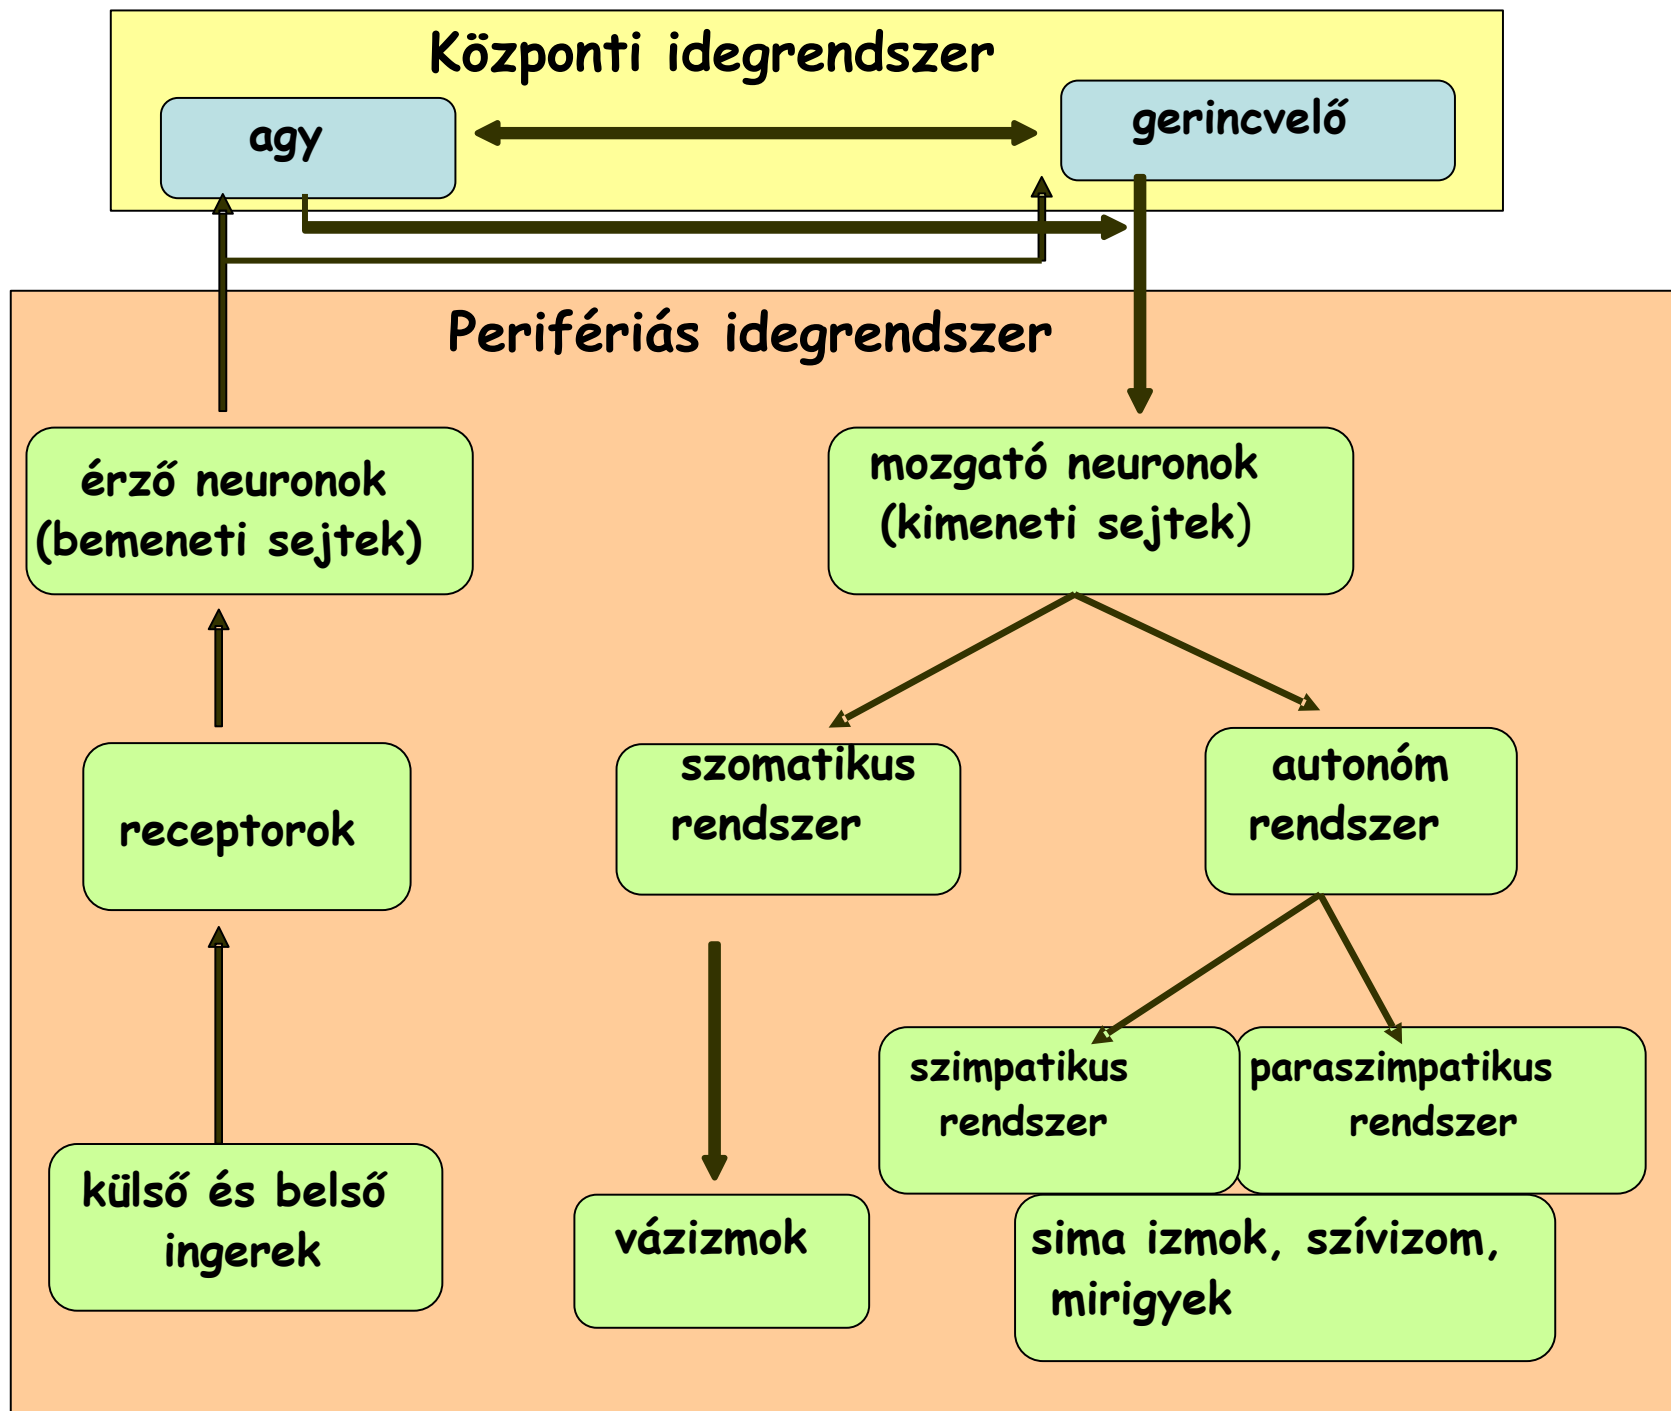 Központi idegrendszer
agy
gerincvelő
Perifériás idegrendszer
érző neuronok
(bemeneti sejtek)
mozgató neuronok
(kimeneti sejtek)
receptorok
szomatikus
rendszer
autonóm
rendszer
szimpatikus
rendszer
paraszimpatikus
rendszer
külső és belső
ingerek
vázizmok
sima izmok, szívizom,
mirigyek